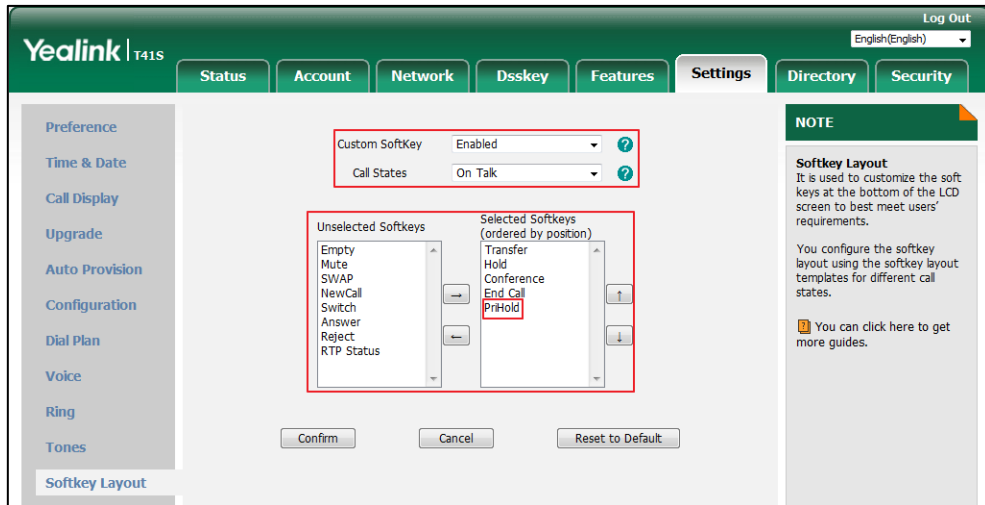 Log Out
Yealink T41S
English(English)
Status Account Network Dsskey Features Settings Directory Security
Preference
Time & Date
Call Display
Upgrade
Auto Provision
Configuration
Dial Plan
Voice
Ring
Tones
Softkey Layout
Custom SoftKey Enabled ?
Call States On Talk ?
Unselected Softkeys
Empty
Mute
SWAP
NewCall
Switch
Answer
Reject
RTP Status
→
←
Selected Softkeys
(ordered by position)
Transfer
Hold
Conference
End Call
PriHold
↑
↓
Confirm Cancel Reset to Default
NOTE
Softkey Layout
It is used to customize the soft
keys at the bottom of the LCD
screen to best meet users'
requirements.
You configure the softkey
layout using the softkey layout
templates for different call
states.
? You can click here to get
more guides.